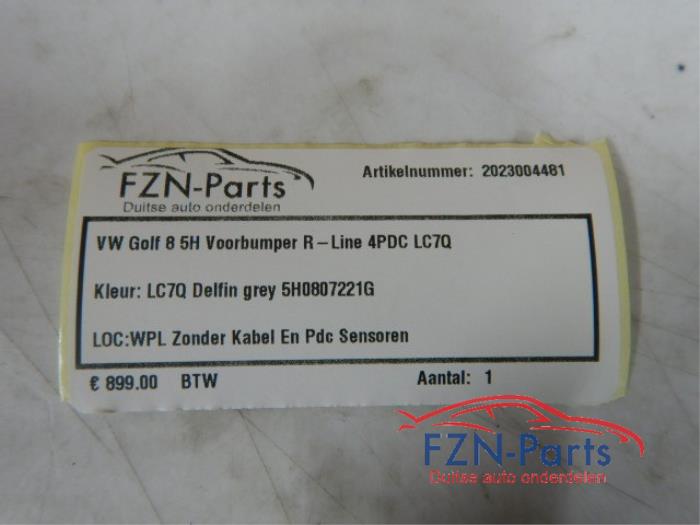 FZN-Parts
Duitse auto onderdelen
Artikelnummer: 2023004481
VW Golf 8 5H Voorbumper R-Line 4PDC LC7Q
Kleur: LC7Q Delfin grey 5H0807221G
LOC:WPL Zonder Kabel En Pdc Sensoren
€ 899.00 BTW Aantal: 1
FZN-Parts
Duitse auto onderdelen